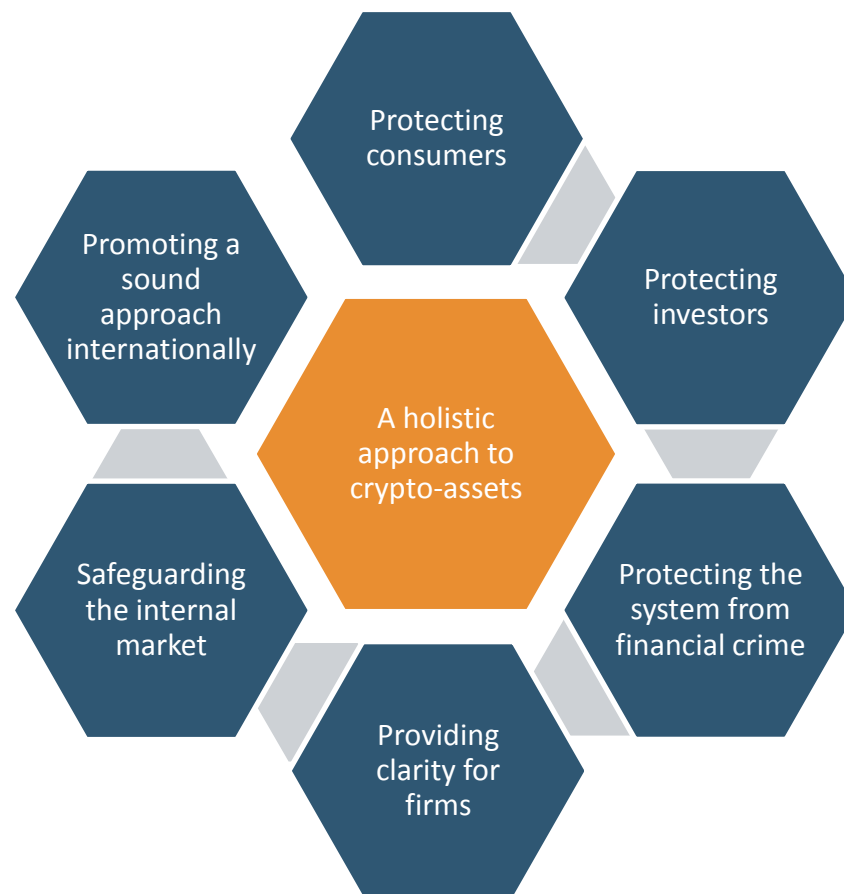 Protecting
consumers
Protecting
investors
Protecting the
system from
financial crime
Providing
clarity for
firms
Safeguarding
the internal
market
Promoting a
sound
approach
internationally
A holistic
approach to
crypto-assets